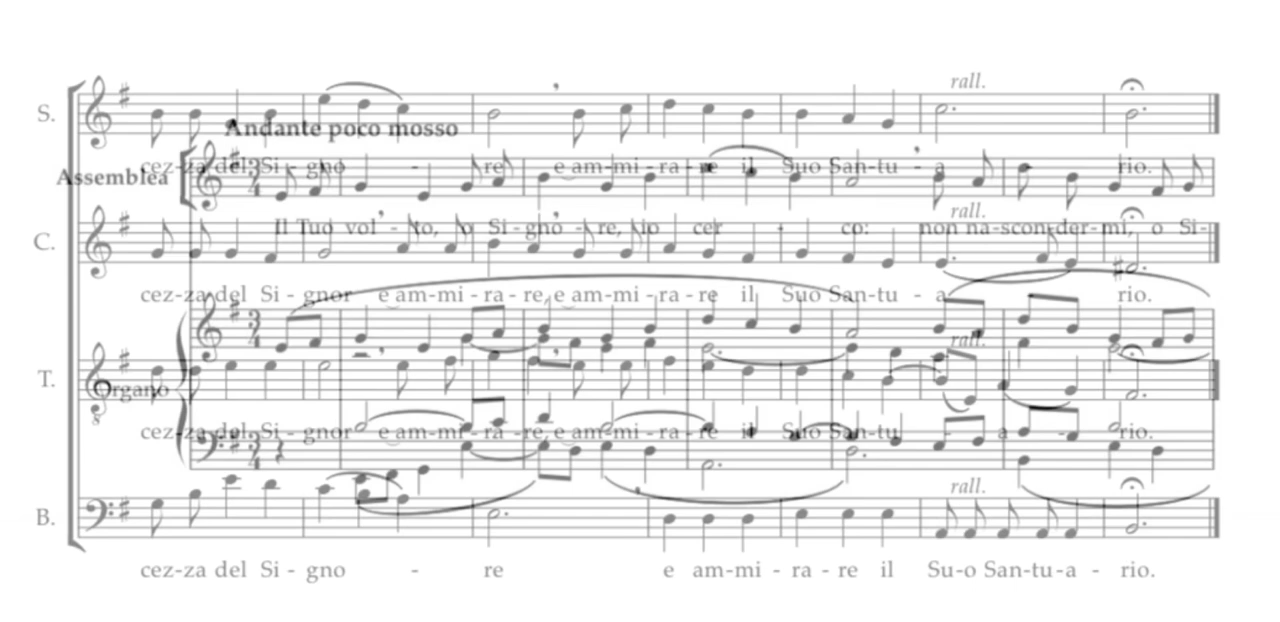 rall.
S.
Andante poco mosso
cez-za del Si - gno - re e am-mi - ra - re il Suo San-tu - a rio.
Assemblea
rall.
Il Tuo vol - to, o Si - gno - re, io cer - co: non na-scon-der-mi, o Si-
C.
cez-za del Si - gnor e am-mi - ra - re, e am-mi - ra - re il Suo San-tu - a rio.
rall.
T.
Organo
8
cez-za del Si - gnor e am-mi - ra - re, e am-mi - ra - re il Suo San-tu a - rio.
rall.
B.
cez-za del Si - gno - re e am-mi - ra - re il Su-o San-tu-a - rio.